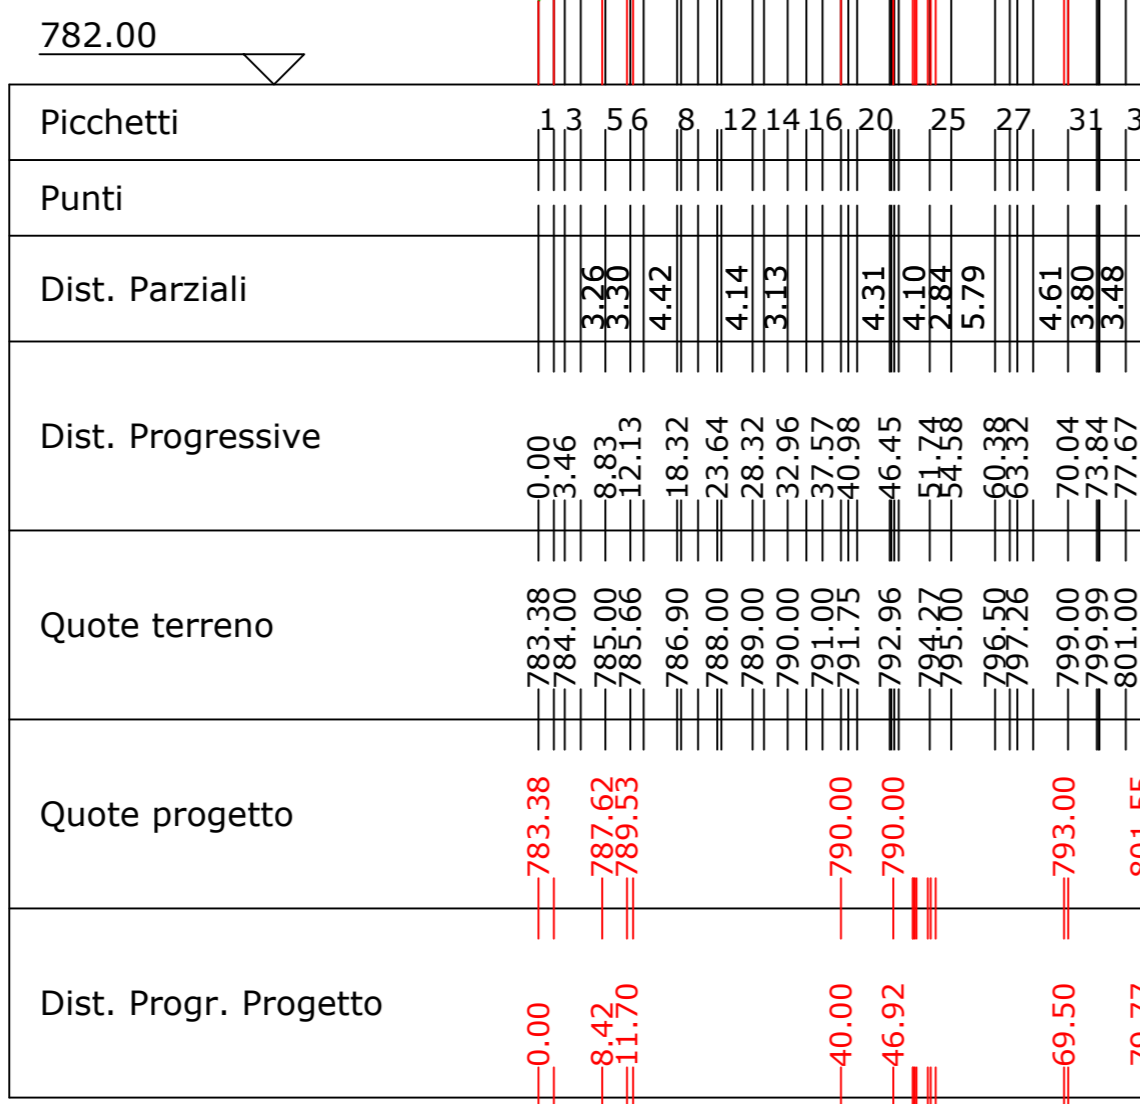 782.00
Picchetti 1 3 5 6 8 12 14 16 20 25 27 31
Punti
Dist. Parziali 3.26 3.30 4.42 4.14 3.13 4.31 4.10 2.84 5.79 4.61 3.80 3.48
Dist. Progressive 0.00 3.46 8.83 12.13 18.32 23.64 28.32 32.96 37.57 40.98 46.45 51.74 54.58 60.38 63.32 70.04 73.84 77.67
Quote terreno 783.38 784.00 785.00 785.66 786.90 788.00 789.00 790.00 791.00 791.75 792.96 794.27 795.00 796.50 797.26 799.00 799.99 801.00
Quote progetto 783.38 787.62 789.53 790.00 790.00 793.00
Dist. Progr. Progetto 0.00 8.42 11.70 40.00 46.92 69.50